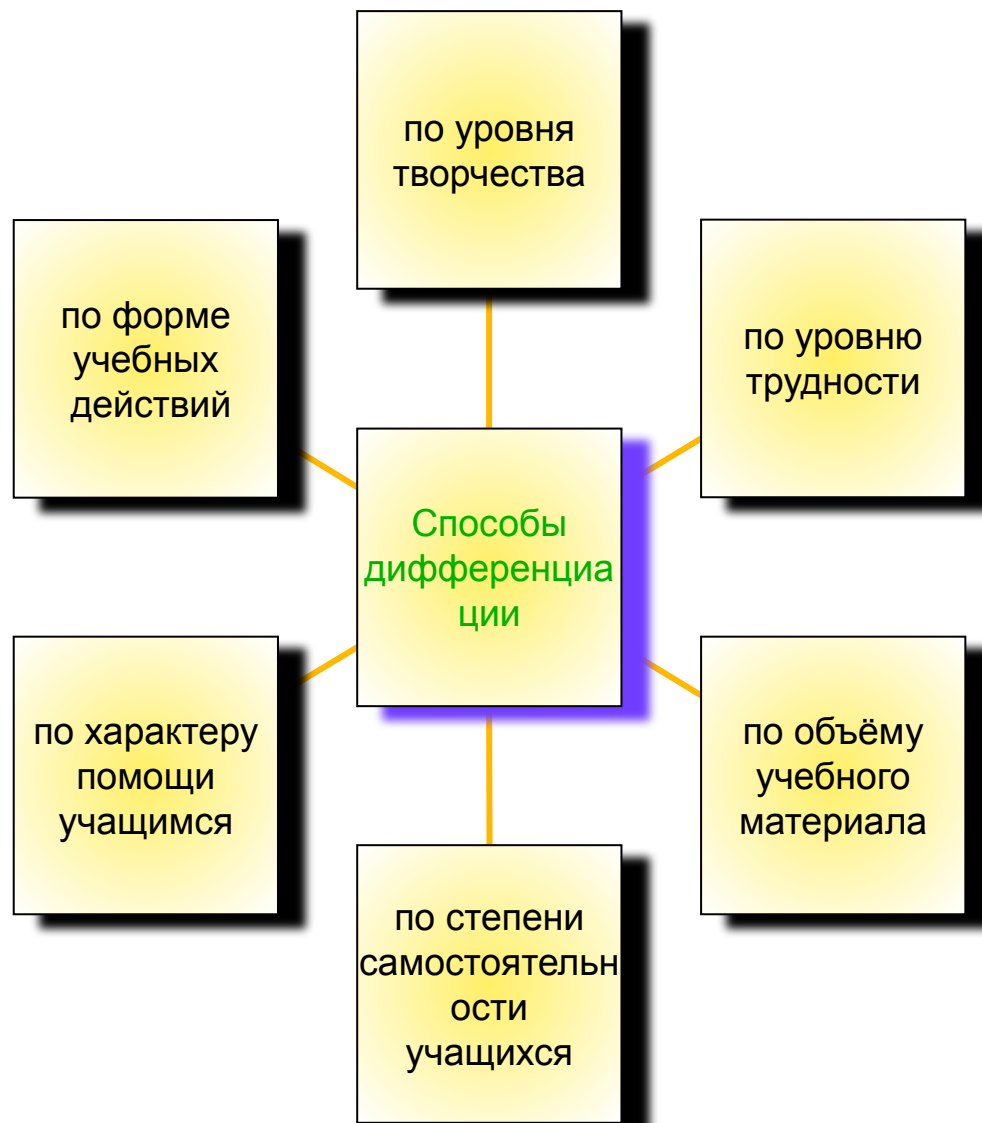 по уровня
творчества
по форме
учебных
действий
по уровню
трудности
Способы
дифференциа
ции
по характеру
помощи
учащимся
по объёму
учебного
материала
по степени
самостоятельн
ости
учащихся